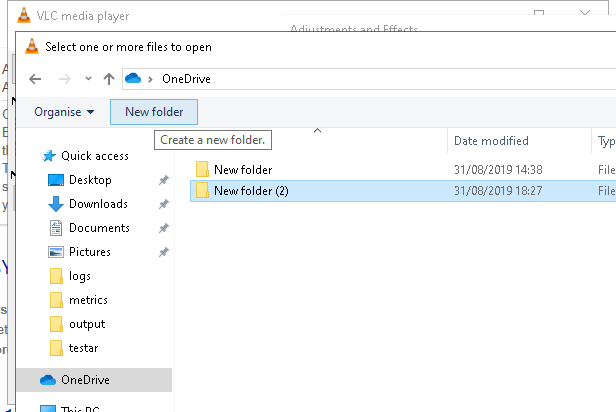 VLC media player
Adjustments and Effects
Select one or more files to open
OneDrive
Organise
New folder
Create a new folder.
Date modified
Typ
Quick access
New folder
31/08/2019 14:38
File
Desktop
New folder (2)
31/08/2019 18:27
File
Downloads
Documents
Pictures
logs
metrics
output
testar
OneDrive
This PC